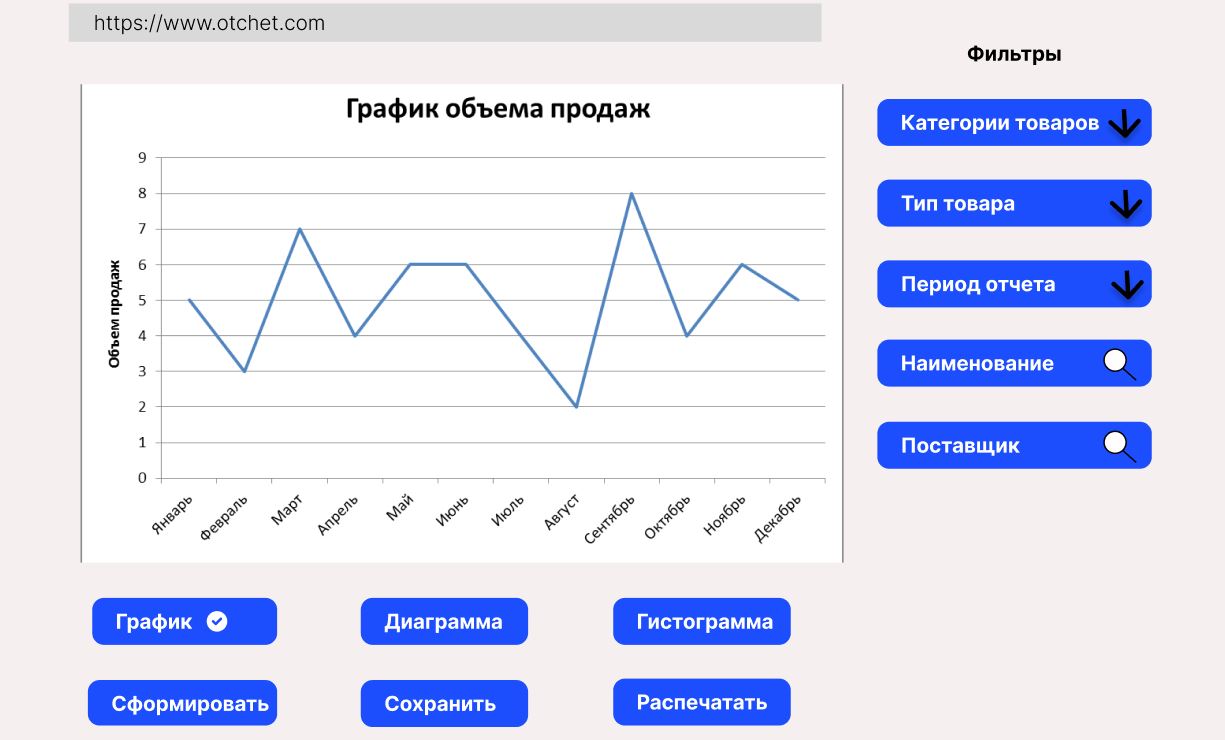 https://www.otchet.com
Фильтры
График объема продаж
Категории товаров
Тип товара
Период отчета
Наименование
Поставщик
Объем продаж
9
8
7
6
5
4
3
2
1
0
Январь
Февраль
Март
Апрель
Май
Июнь
Июль
Август
Сентябрь
Октябрь
Ноябрь
Декабрь
График
Диаграмма
Гистограмма
Сформировать
Сохранить
Распечатать